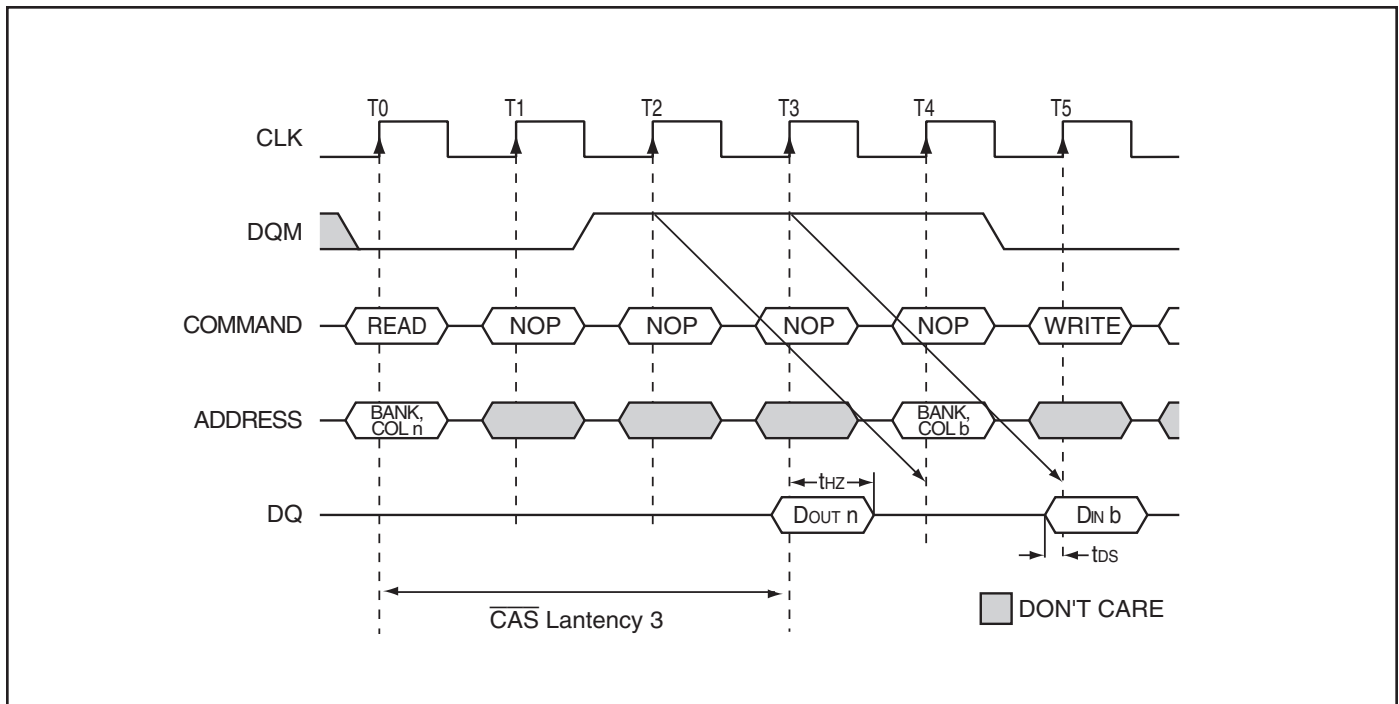 T0 T1 T2 T3 T4 T5
CLK
DQM
COMMAND READ NOP NOP NOP NOP WRITE
ADDRESS BANK, COL n BANK, COL b
tHZ
DQ DOUT n DIN b
tDS
CAS Lantency 3
DON'T CARE